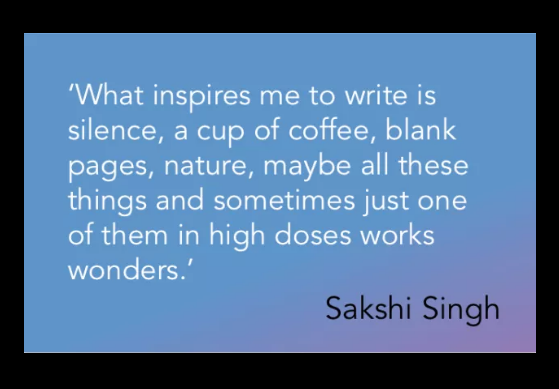 ‘What inspires me to write is
silence, a cup of coffee, blank
pages, nature, maybe all these
things and sometimes just one
of them in high doses works
wonders.’
Sakshi Singh